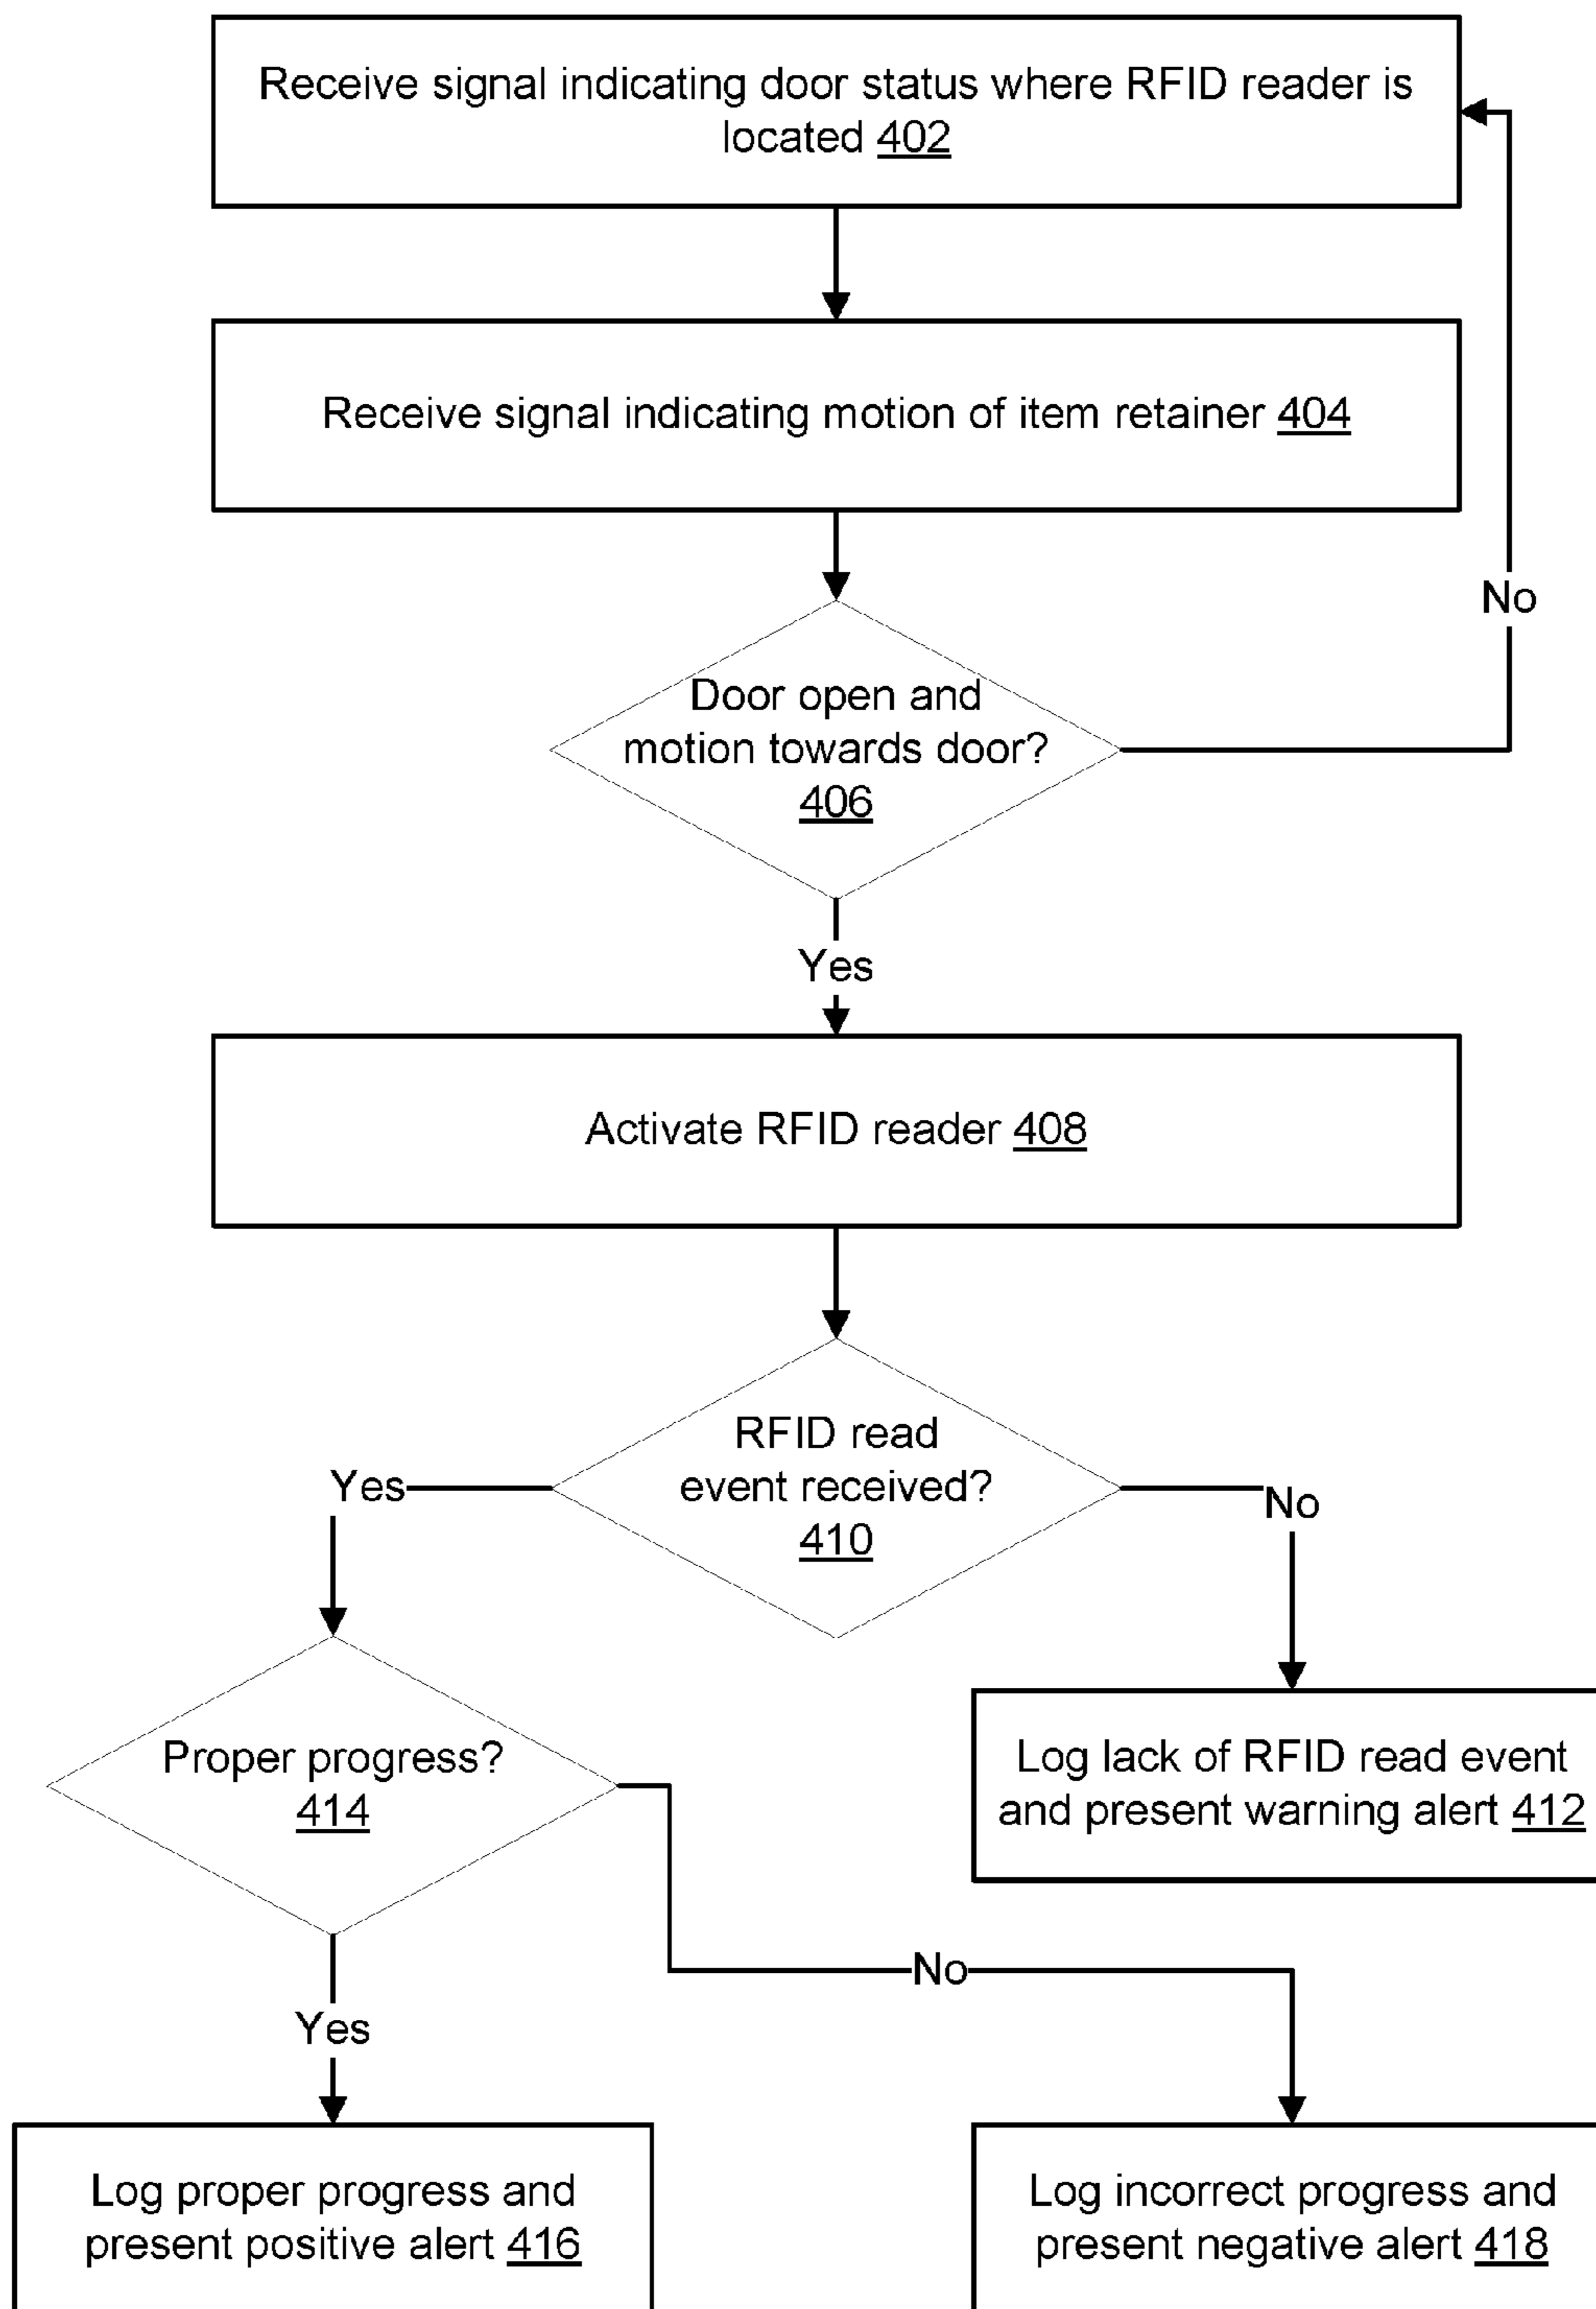 Receive signal indicating door status where RFID reader is
located 402
Receive signal indicating motion of item retainer 404
No
Door open and
motion towards door?
406
Yes
Activate RFID reader 408
RFID read
event received?
410
Yes
No
Proper progress?
414
Log lack of RFID read event
and present warning alert 412
No
Yes
Log proper progress and
present positive alert 416
Log incorrect progress and
present negative alert 418